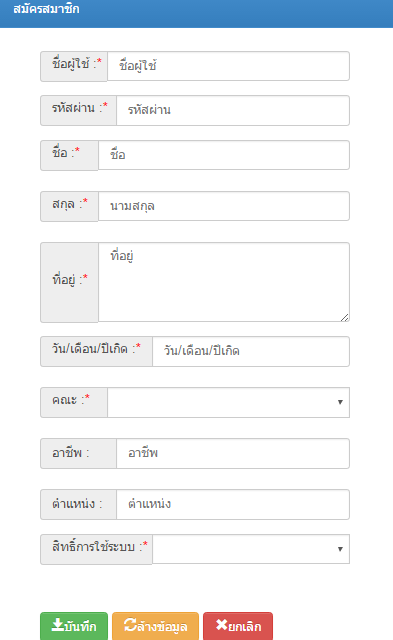 สมัครสมาชิก
ชื่อผู้ใช้ :* ชื่อผู้ใช้
รหัสผ่าน :* รหัสผ่าน
ชื่อ :* ชื่อ
สกุล :* นามสกุล
ที่อยู่ :* ที่อยู่
วัน/เดือน/ปีเกิด :* วัน/เดือน/ปีเกิด
คณะ :*
อาชีพ : อาชีพ
ตำแหน่ง : ตำแหน่ง
สิทธิ์การใช้ระบบ :*
บันทึก ล้างข้อมูล ยกเลิก